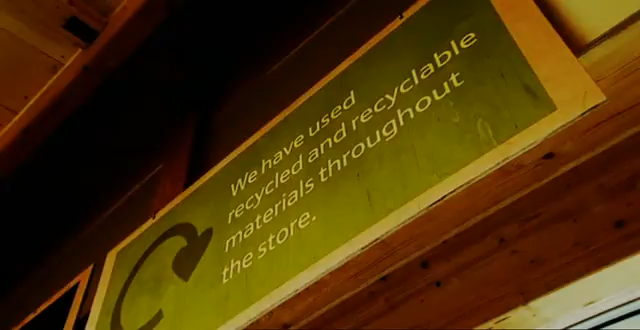 We have used
recycled and recyclable
materials throughout
the store.